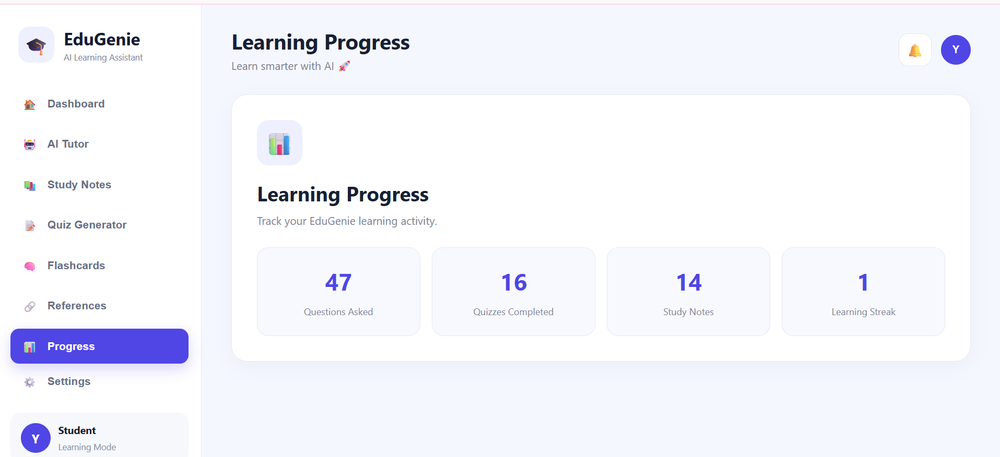 EduGenie
AI Learning Assistant
Dashboard
AI Tutor
Study Notes
Quiz Generator
Flashcards
References
Progress
Settings
Y
Student
Learning Mode
Learning Progress
Learn smarter with AI 🚀
Y
Learning Progress
Track your EduGenie learning activity.
47
Questions Asked
16
Quizzes Completed
14
Study Notes
1
Learning Streak